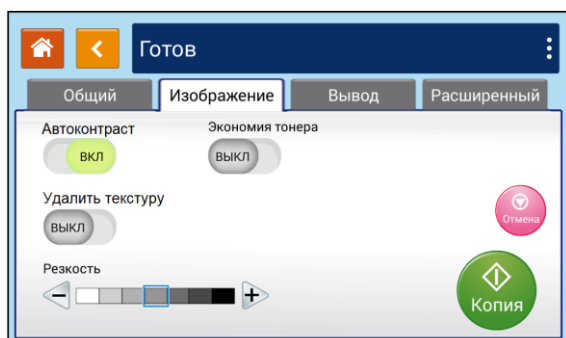 Готов
Общий Изображение Вывод Расширенный
Автоконтраст Экономия тонера
ВКЛ ВЫКЛ
Удалить текстуру
ВЫКЛ
Отмена
Резкость
Копия